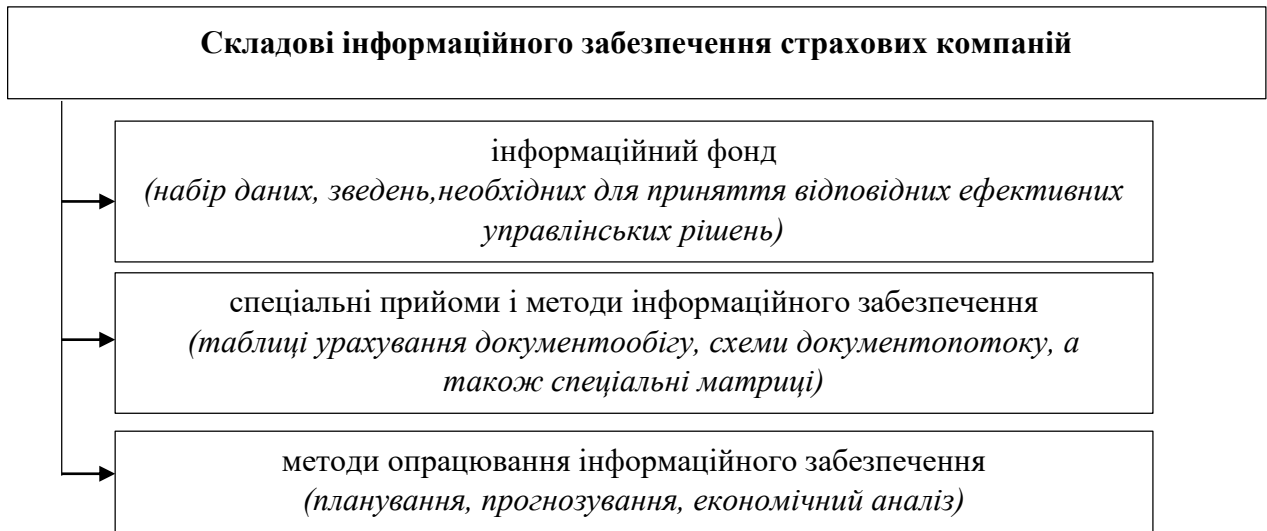 Складові інформаційного забезпечення страхових компаній
інформаційний фонд
(набір даних, зведень,необхідних для приняття відповідних ефективних
управлінських рішень)
спеціальні прийоми і методи інформаційного забезпечення
(таблиці урахування документообігу, схеми документопотоку, а
також спеціальні матриці)
методи опрацювання інформаційного забезпечення
(планування, прогнозування, економічний аналіз)